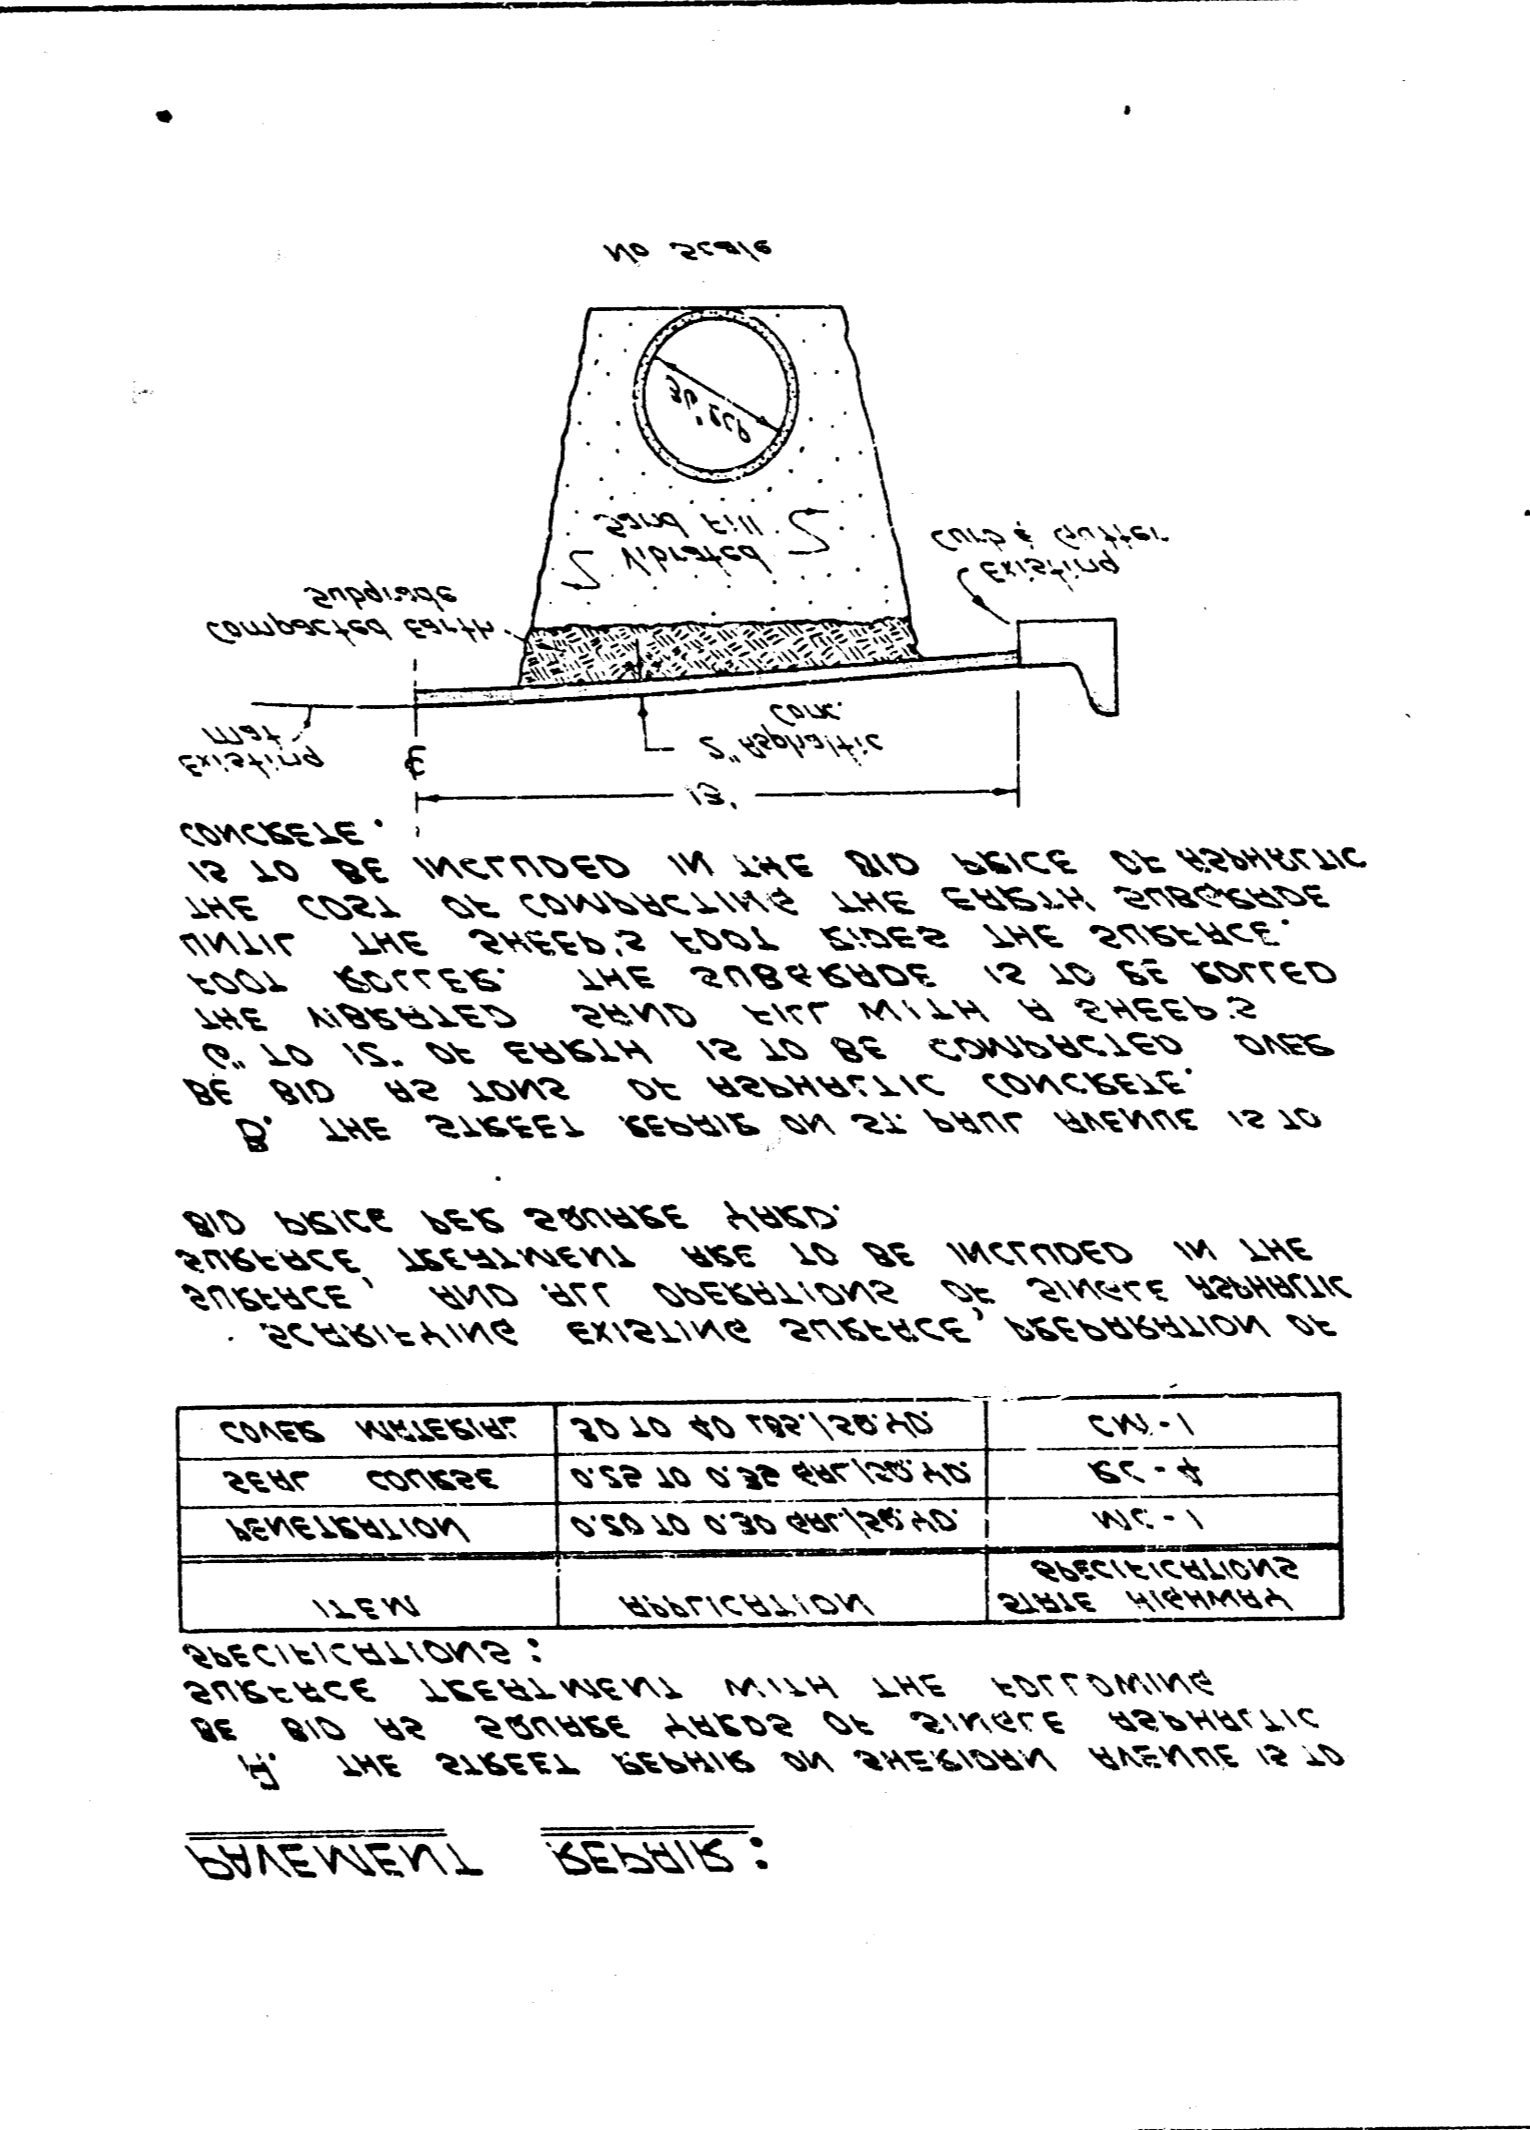 PAVEMENT REPAIR:
A. THE STREET REPAIR ON SHERIDAN AVENUE IS TO
BE BID AS SQUARE YARDS OF SINGLE ASPHALTIC
SURFACE TREATMENT WITH THE FOLLOWING
SPECIFICATIONS:
ITEM APPLICATION STATE HIGHWAY
SPECIFICATIONS
PENETRATION 0.20 TO 0.30 GAL./SQ.YD. MC-1
SEAL COURSE 0.25 TO 0.35 GAL/SQ.YD. RC-4
COVER MATERIAL 30 TO 40 LBS./SQ.YD. CM-1
SCARIFYING EXISTING SURFACE, PREPARATION OF
SURFACE, AND ALL OPERATIONS OF SINGLE ASPHALTIC
SURFACE TREATMENT ARE TO BE INCLUDED IN THE
BID PRICE PER SQUARE YARD.
B. THE STREET REPAIR ON ST. PAUL AVENUE IS TO
BE BID AS TONS OF ASPHALTIC CONCRETE.
6" TO 12" OF EARTH IS TO BE COMPACTED OVER
THE VIBRATED SAND FILL WITH A SHEEP'S
FOOT ROLLER. THE SUBGRADE IS TO BE ROLLED
UNTIL THE SHEEP'S FOOT RIDES THE SURFACE.
THE COST OF COMPACTING THE EARTH SUBGRADE
IS TO BE INCLUDED IN THE BID PRICE OF ASPHALTIC
CONCRETE.
13'
Existing
Mat
℄
2" Asphaltic
Conc.
Compacted Earth
Subgrade
Existing
Curb & Gutter
Vibrated
Sand Fill
36" RCP
No Scale